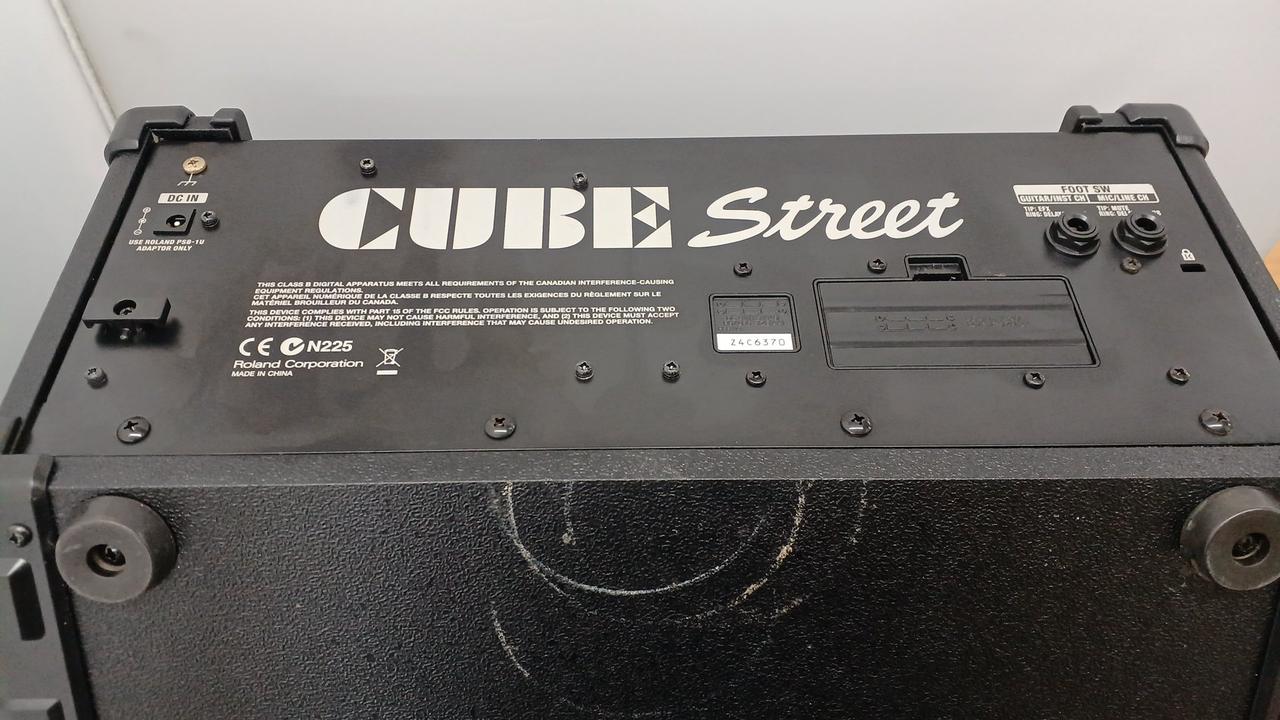 CUBE Street
DC IN
USE ROLAND PSB-1U
ADAPTOR ONLY
FOOT SW
GUITAR/INST CH
MIC/LINE CH
TIP: EFX
RING: DELAY
TIP: MUTE
RING:
THIS CLASS B DIGITAL APPARATUS MEETS ALL REQUIREMENTS OF THE CANADIAN INTERFERENCE-CAUSING
EQUIPMENT REGULATIONS.
CET APPAREIL NUMÉRIQUE DE LA CLASSE B RESPECTE TOUTES LES EXIGENCES DU RÈGLEMENT SUR LE
MATÉRIEL BROUILLEUR DU CANADA.
THIS DEVICE COMPLIES WITH PART 15 OF THE FCC RULES. OPERATION IS SUBJECT TO THE FOLLOWING TWO
CONDITIONS: (1) THIS DEVICE MAY NOT CAUSE HARMFUL INTERFERENCE, AND (2) THIS DEVICE MUST ACCEPT
ANY INTERFERENCE RECEIVED, INCLUDING INTERFERENCE THAT MAY CAUSE UNDESIRED OPERATION.
CE N225
Roland Corporation
MADE IN CHINA
Z4C6370